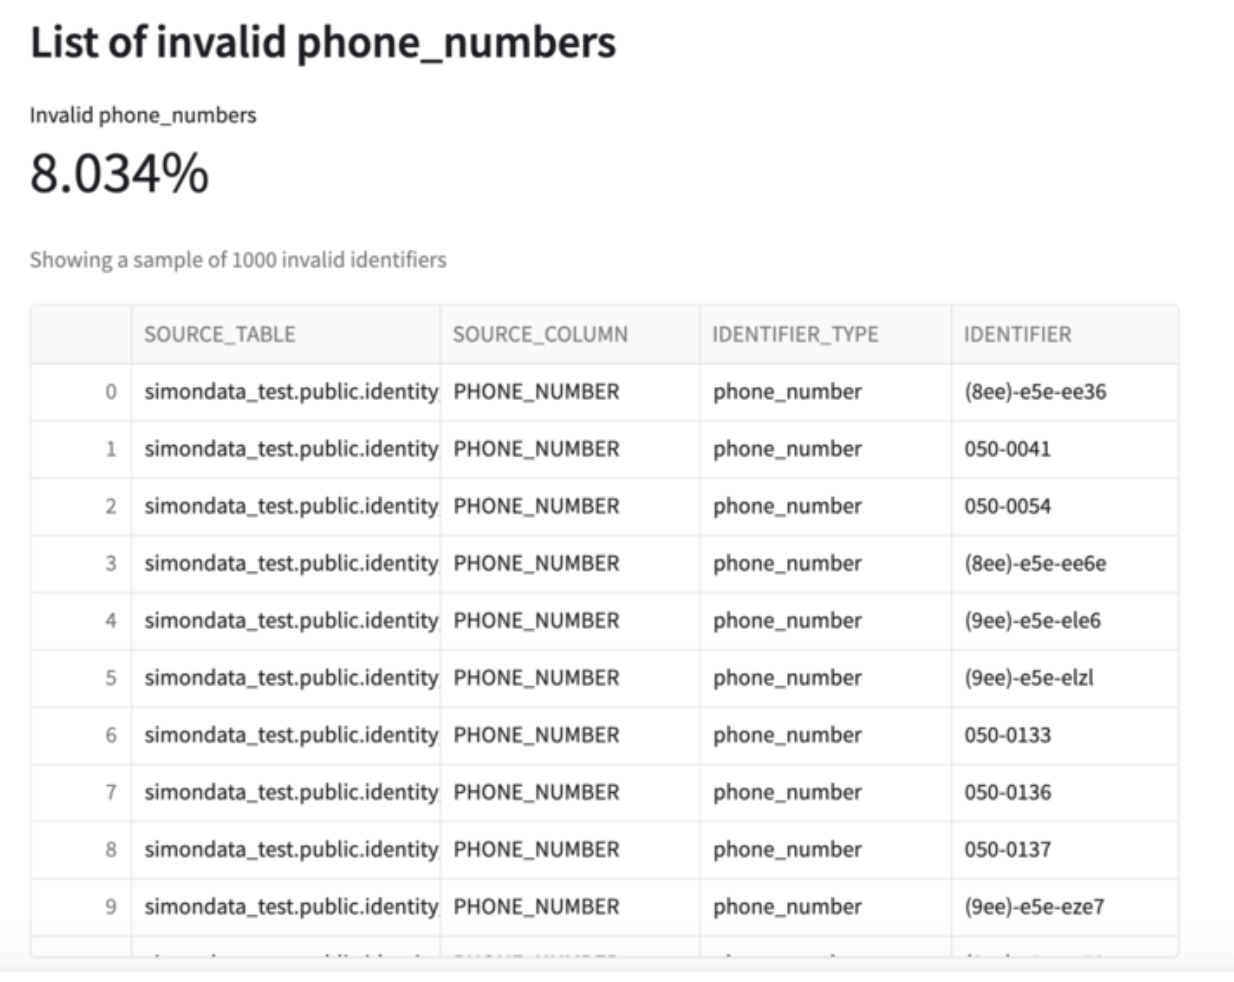 List of invalid phone_numbers
Invalid phone_numbers
8.034%
Showing a sample of 1000 invalid identifiers
SOURCE_TABLE SOURCE_COLUMN IDENTIFIER_TYPE IDENTIFIER
0 simondata_test.public.identity PHONE_NUMBER phone_number (8ee)-e5e-ee36
1 simondata_test.public.identity PHONE_NUMBER phone_number 050-0041
2 simondata_test.public.identity PHONE_NUMBER phone_number 050-0054
3 simondata_test.public.identity PHONE_NUMBER phone_number (8ee)-e5e-ee6e
4 simondata_test.public.identity PHONE_NUMBER phone_number (9ee)-e5e-ele6
5 simondata_test.public.identity PHONE_NUMBER phone_number (9ee)-e5e-elzl
6 simondata_test.public.identity PHONE_NUMBER phone_number 050-0133
7 simondata_test.public.identity PHONE_NUMBER phone_number 050-0136
8 simondata_test.public.identity PHONE_NUMBER phone_number 050-0137
9 simondata_test.public.identity PHONE_NUMBER phone_number (9ee)-e5e-eze7